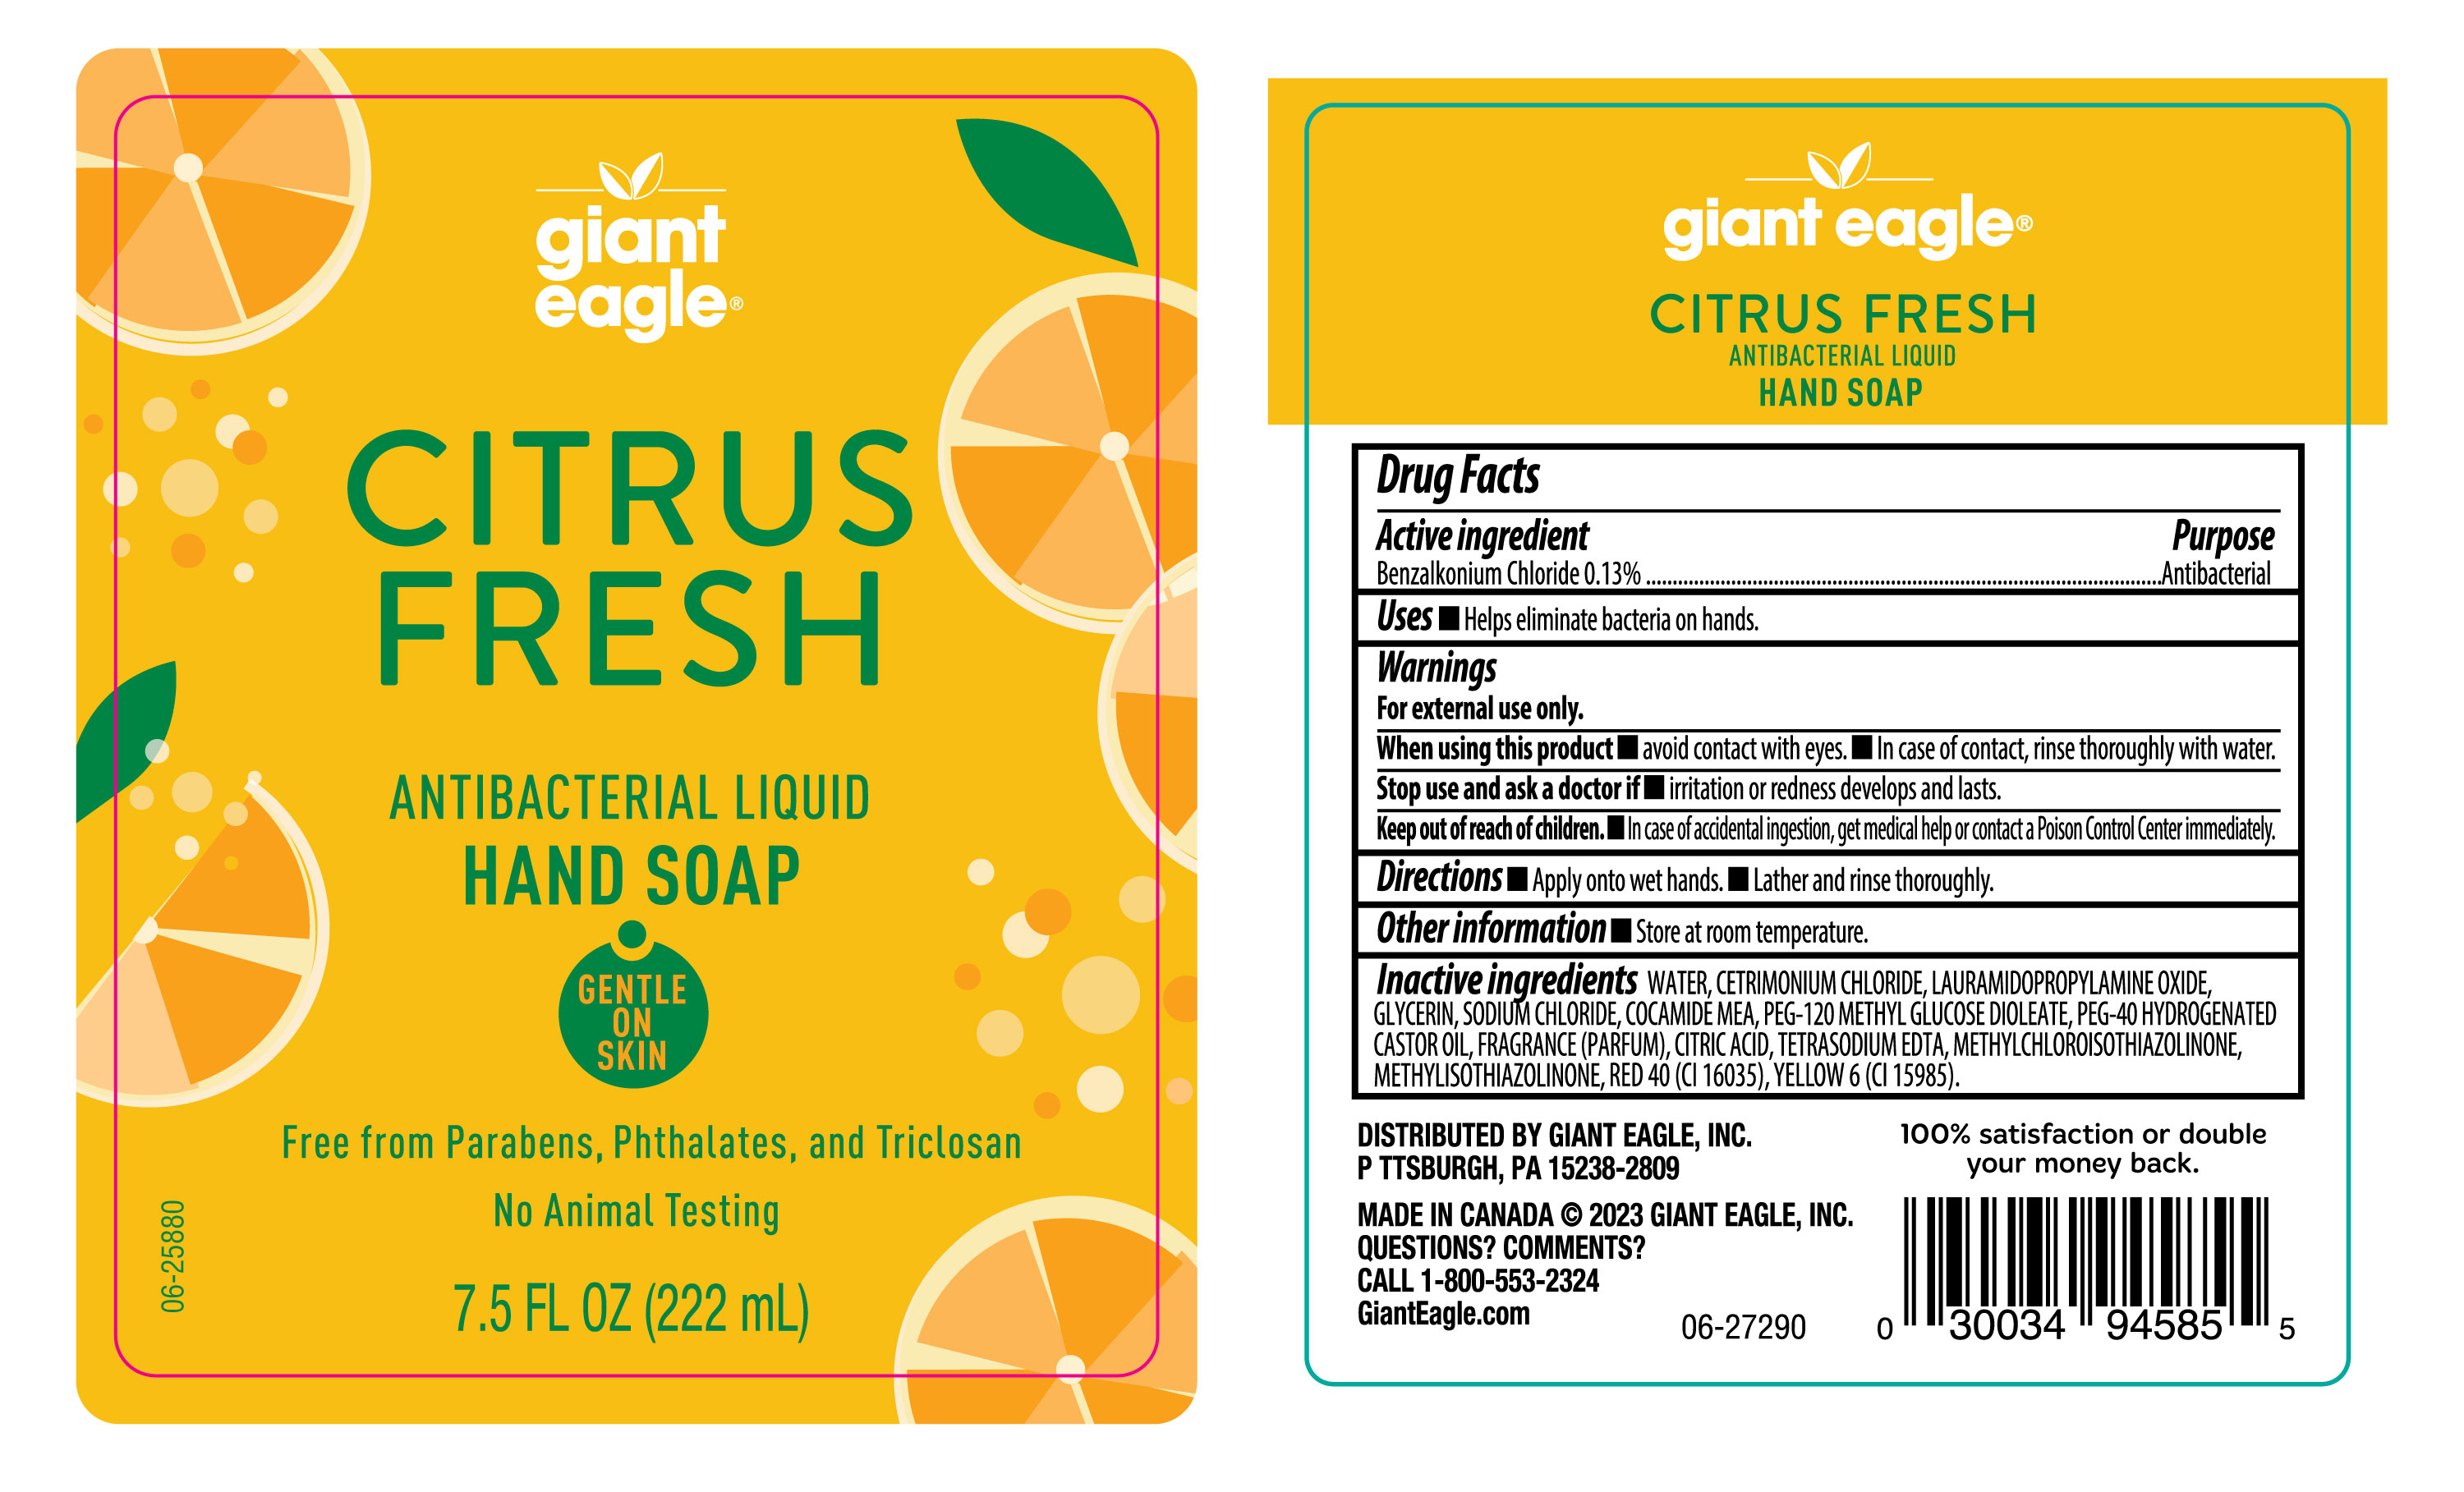 giant
eagle®
CITRUS
FRESH
ANTIBACTERIAL LIQUID
HAND SOAP
GENTLE
ON
SKIN
Free from Parabens, Phthalates, and Triclosan
No Animal Testing
7.5 FL OZ (222 mL)
06-25880
giant eagle®
CITRUS FRESH
ANTIBACTERIAL LIQUID
HAND SOAP
Drug Facts
Active ingredient Purpose
Benzalkonium Chloride 0.13% ........ Antibacterial
Uses ■ Helps eliminate bacteria on hands.
Warnings
For external use only.
When using this product ■ avoid contact with eyes. ■ In case of contact, rinse thoroughly with water.
Stop use and ask a doctor if ■ irritation or redness develops and lasts.
Keep out of reach of children. ■ In case of accidental ingestion, get medical help or contact a Poison Control Center immediately.
Directions ■ Apply onto wet hands. ■ Lather and rinse thoroughly.
Other information ■ Store at room temperature.
Inactive ingredients WATER, CETRIMONIUM CHLORIDE, LAURAMIDOPROPYLAMINE OXIDE,
GLYCERIN, SODIUM CHLORIDE, COCAMIDE MEA, PEG-120 METHYL GLUCOSE DIOLEATE, PEG-40 HYDROGENATED
CASTOR OIL, FRAGRANCE (PARFUM), CITRIC ACID, TETRASODIUM EDTA, METHYLCHLOROISOTHIAZOLINONE,
METHYLISOTHIAZOLINONE, RED 40 (CI 16035), YELLOW 6 (CI 15985).
DISTRIBUTED BY GIANT EAGLE, INC.
P TTSBURGH, PA 15238-2809
MADE IN CANADA © 2023 GIANT EAGLE, INC.
QUESTIONS? COMMENTS?
CALL 1-800-553-2324
GiantEagle.com
06-27290
100% satisfaction or double
your money back.
0 30034 94585 5